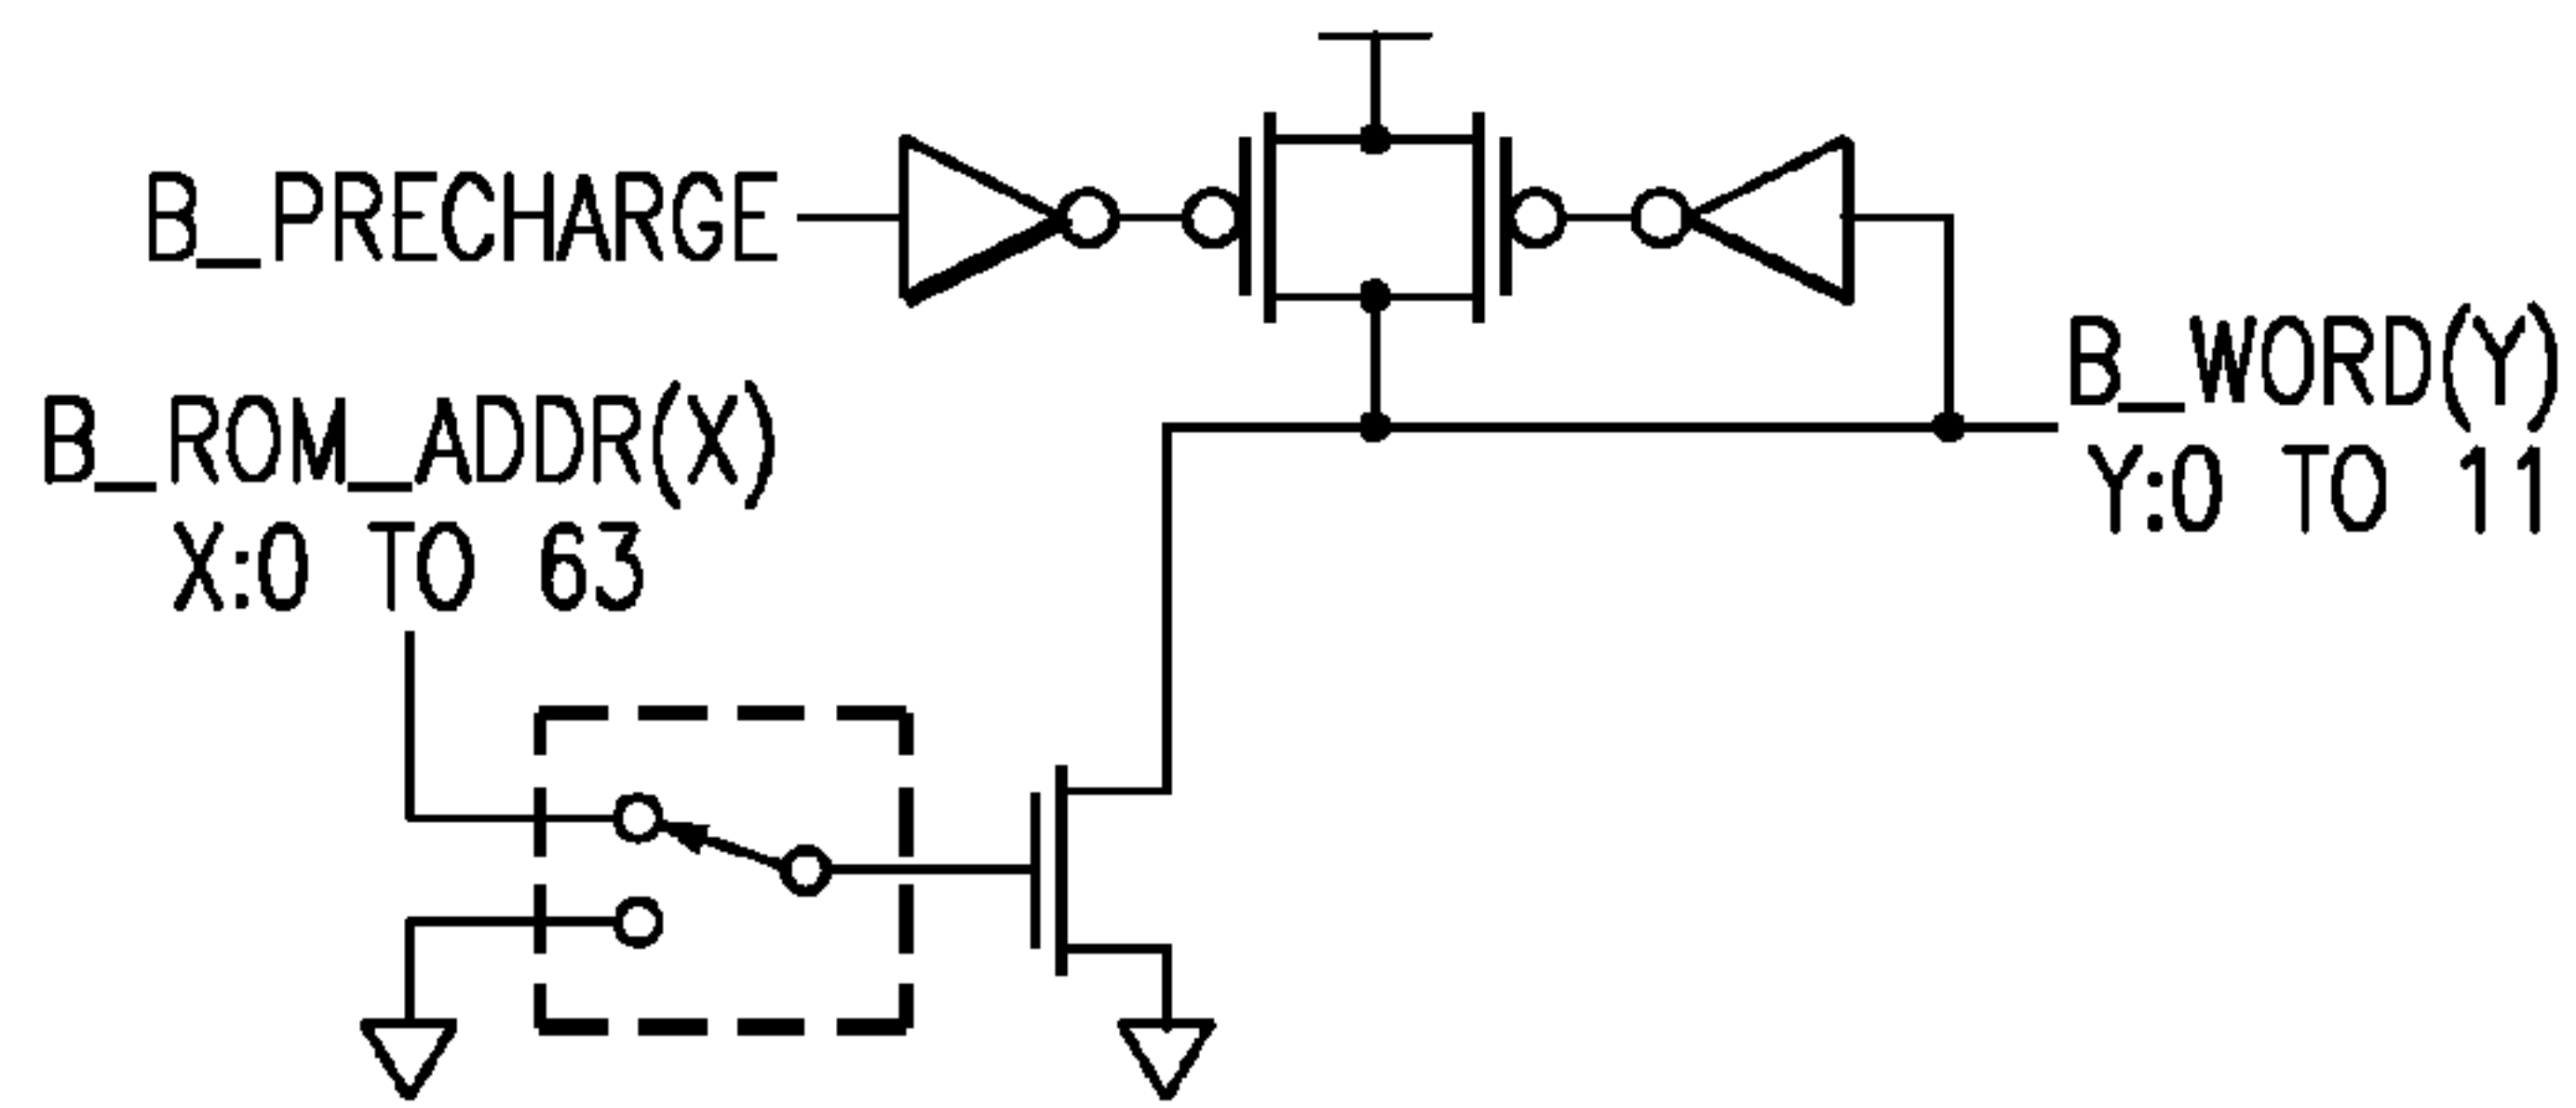 B_PRECHARGE
B_ROM_ADDR(X)
X:0 TO 63
B_WORD(Y)
Y:0 TO 11